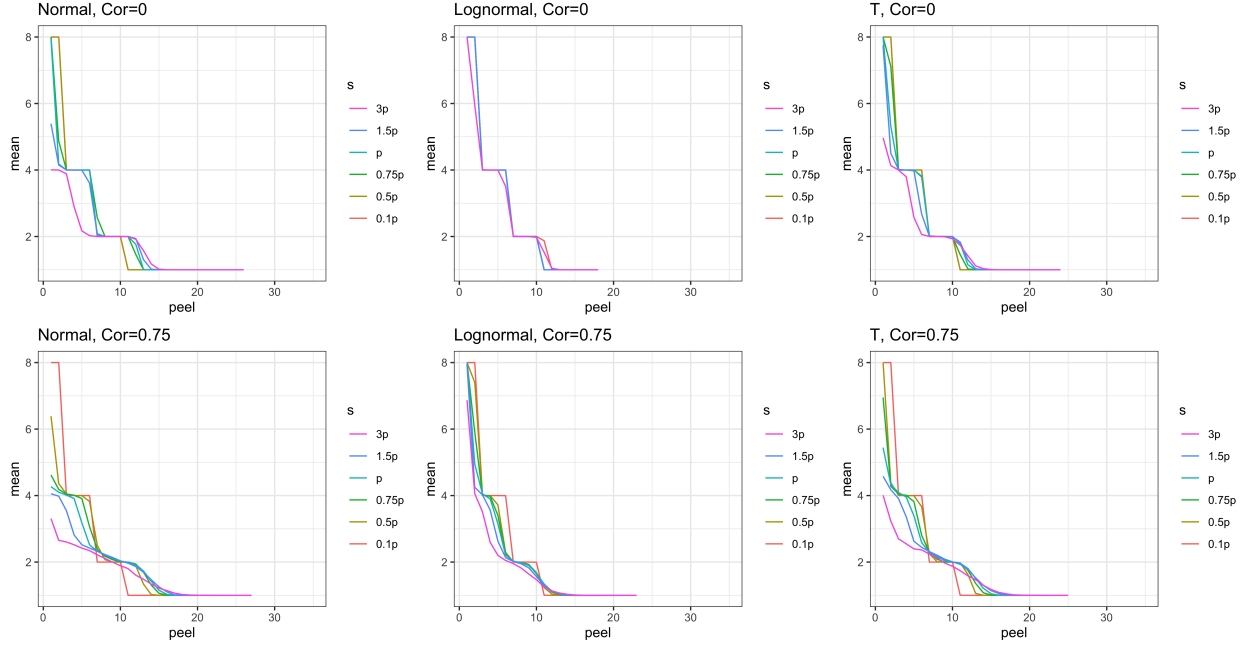 Normal, Cor=0
8
6
4
2
mean
0
10
20
30
peel
s
3p
1.5p
p
0.75p
0.5p
0.1p
Lognormal, Cor=0
8
6
4
2
mean
0
10
20
30
peel
s
3p
1.5p
p
0.75p
0.5p
0.1p
T, Cor=0
8
6
4
2
mean
0
10
20
30
peel
s
3p
1.5p
p
0.75p
0.5p
0.1p
Normal, Cor=0.75
8
6
4
2
mean
0
10
20
30
peel
s
3p
1.5p
p
0.75p
0.5p
0.1p
Lognormal, Cor=0.75
8
6
4
2
mean
0
10
20
30
peel
s
3p
1.5p
p
0.75p
0.5p
0.1p
T, Cor=0.75
8
6
4
2
mean
0
10
20
30
peel
s
3p
1.5p
p
0.75p
0.5p
0.1p